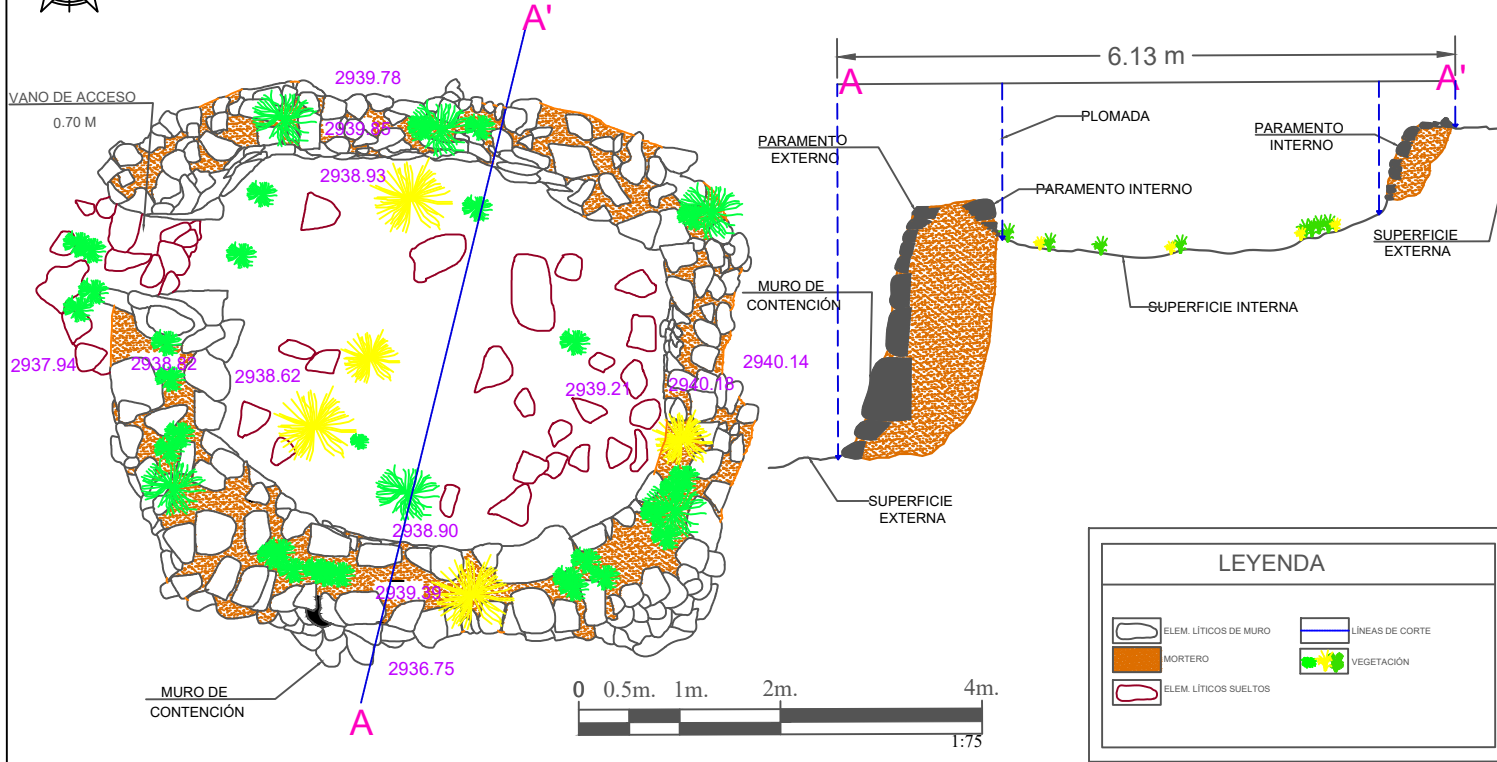 A'
2939.78
VANO DE ACCESO
0.70 M
2939.85
2938.93
2937.94
2938.82
2938.62
2939.21
2940.18
2940.14
2938.90
2939.39
2936.75
MURO DE
CONTENCIÓN
A
0 0.5m. 1m. 2m. 4m.
1:75
6.13 m
A
A'
PLOMADA
PARAMENTO
EXTERNO
PARAMENTO
INTERNO
PARAMENTO INTERNO
SUPERFICIE
EXTERNA
MURO DE
CONTENCIÓN
SUPERFICIE INTERNA
SUPERFICIE
EXTERNA
LEYENDA
ELEM. LÍTICOS DE MURO
LÍNEAS DE CORTE
MORTERO
VEGETACIÓN
ELEM. LÍTICOS SUELTOS